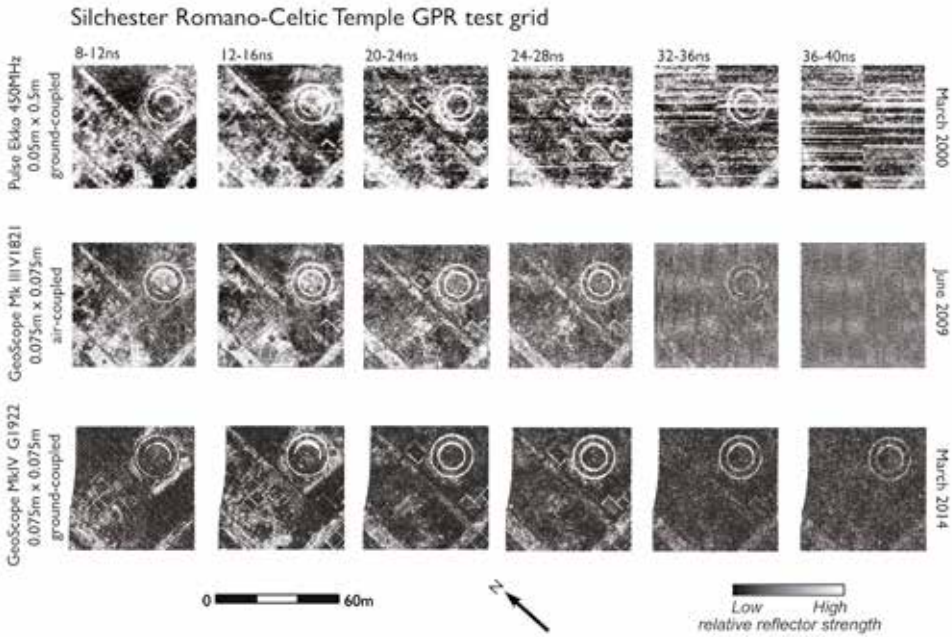 Silchester Romano-Celtic Temple GPR test grid
8-12ns
12-16ns
20-24ns
24-28ns
32-36ns
36-40ns
Pulse Ekko 450MHz
0.05m x 0.5m
ground-coupled
March 2000
GeoScope Mk III V1821
0.075m x 0.075m
air-coupled
June 2009
GeoScope MkIV G1922
0.075m x 0.075m
ground-coupled
March 2014
0
60m
N
Low
High
relative reflector strength